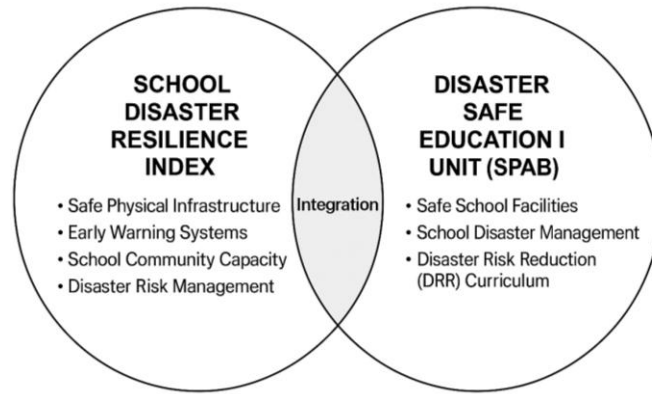 SCHOOL
DISASTER
RESILIENCE
INDEX
• Safe Physical Infrastructure
• Early Warning Systems
• School Community Capacity
• Disaster Risk Management
Integration
DISASTER
SAFE
EDUCATION I
UNIT (SPAB)
• Safe School Facilities
• School Disaster Management
• Disaster Risk Reduction
(DRR) Curriculum